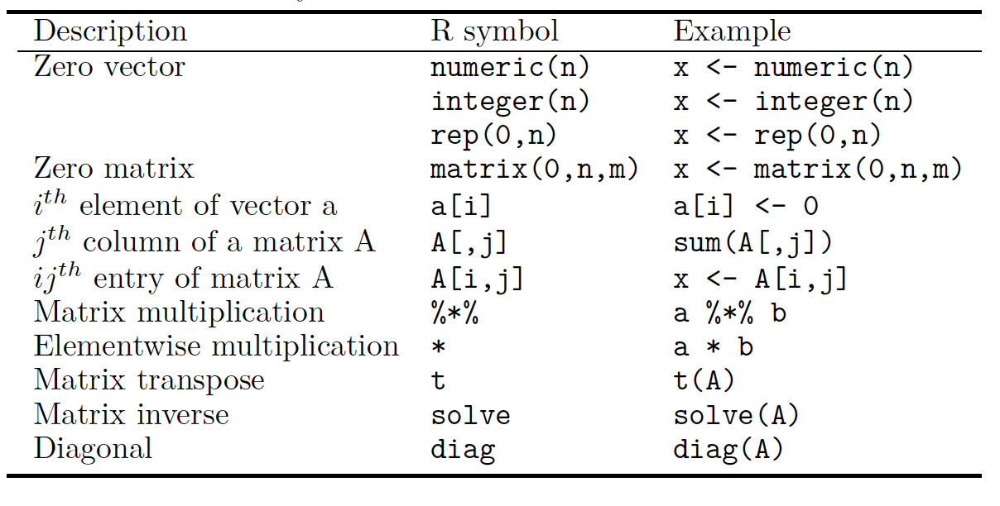 Description R symbol Example
Zero vector numeric(n) x <- numeric(n)
integer(n) x <- integer(n)
rep(0,n) x <- rep(0,n)
Zero matrix matrix(0,n,m) x <- matrix(0,n,m)
i^th element of vector a a[i] a[i] <- 0
j^th column of a matrix A A[,j] sum(A[,j])
ij^th entry of matrix A A[i,j] x <- A[i,j]
Matrix multiplication %*% a %*% b
Elementwise multiplication * a * b
Matrix transpose t t(A)
Matrix inverse solve solve(A)
Diagonal diag diag(A)